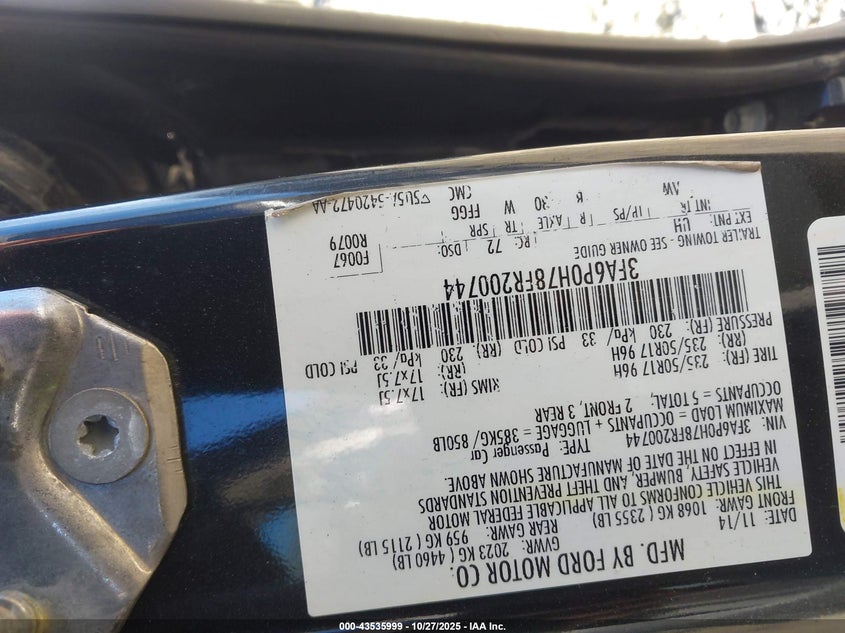 MFD. BY FORD MOTOR CO.
DATE: 11/14 GVWR: 2023 KG ( 4460 LB)
FRONT GAWR: 1068 KG ( 2355 LB) REAR GAWR: 959 KG ( 2115 LB)
THIS VEHICLE CONFORMS TO ALL APPLICABLE FEDERAL MOTOR
VEHICLE SAFETY, BUMPER, AND THEFT PREVENTION STANDARDS
IN EFFECT ON THE DATE OF MANUFACTURE SHOWN ABOVE.
VIN: 3FA6P0H78FR200744 TYPE: Passenger Car
MAXIMUM LOAD = OCCUPANTS + LUGGAGE = 385KG/ 850LB
OCCUPANTS = 5 TOTAL, 2 FRONT, 3 REAR
TIRE (FR): 235/50R17 96H RIMS (FR): 17x7.5J
(RR): 235/50R17 96H (RR): 17x7.5J
PRESSURE (FR): 230 kPa/ 33 PSI COLD (RR): 230 kPa/ 33 PSI COLD
3FA6P0H78FR200744
TRAILER TOWING - SEE OWNER GUIDE
F0067
R0079
EXT PNT: UH RC: 72 DSO:
INT TR TP/PS R AXLE TR SPR
AW 30 W FFGG CMC
5U5A-5420472-AA
000-43535999 - 10/27/2025 - IAA Inc.